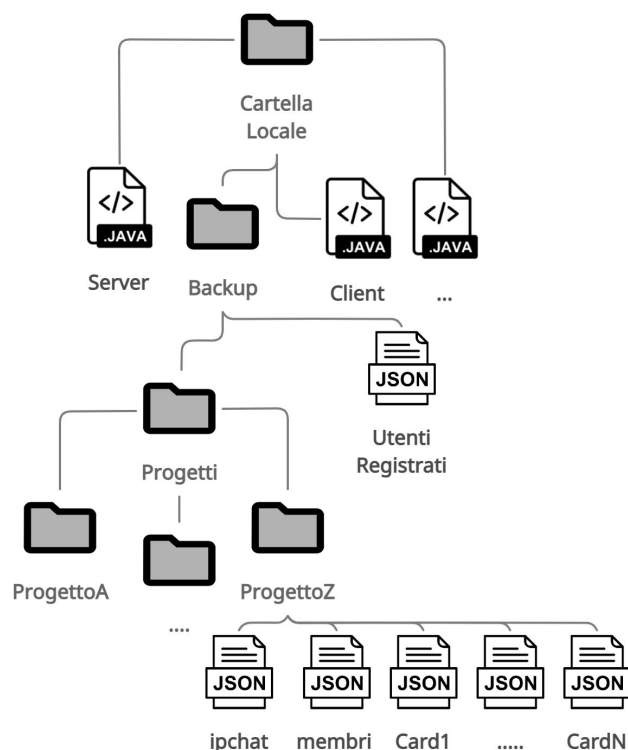 Cartella
Locale
</>
.JAVA
</>
.JAVA
</>
.JAVA
Server
Backup
Client
...
JSON
Utenti
Registrati
Progetti
ProgettoA
....
ProgettoZ
JSON
JSON
JSON
JSON
JSON
ipchat
membri
Card1
.....
CardN